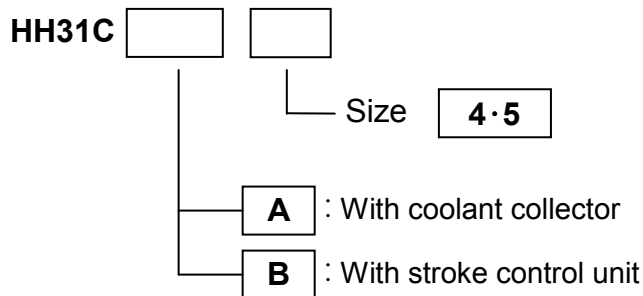 HH31C
Size 4·5
A : With coolant collector
B : With stroke control unit